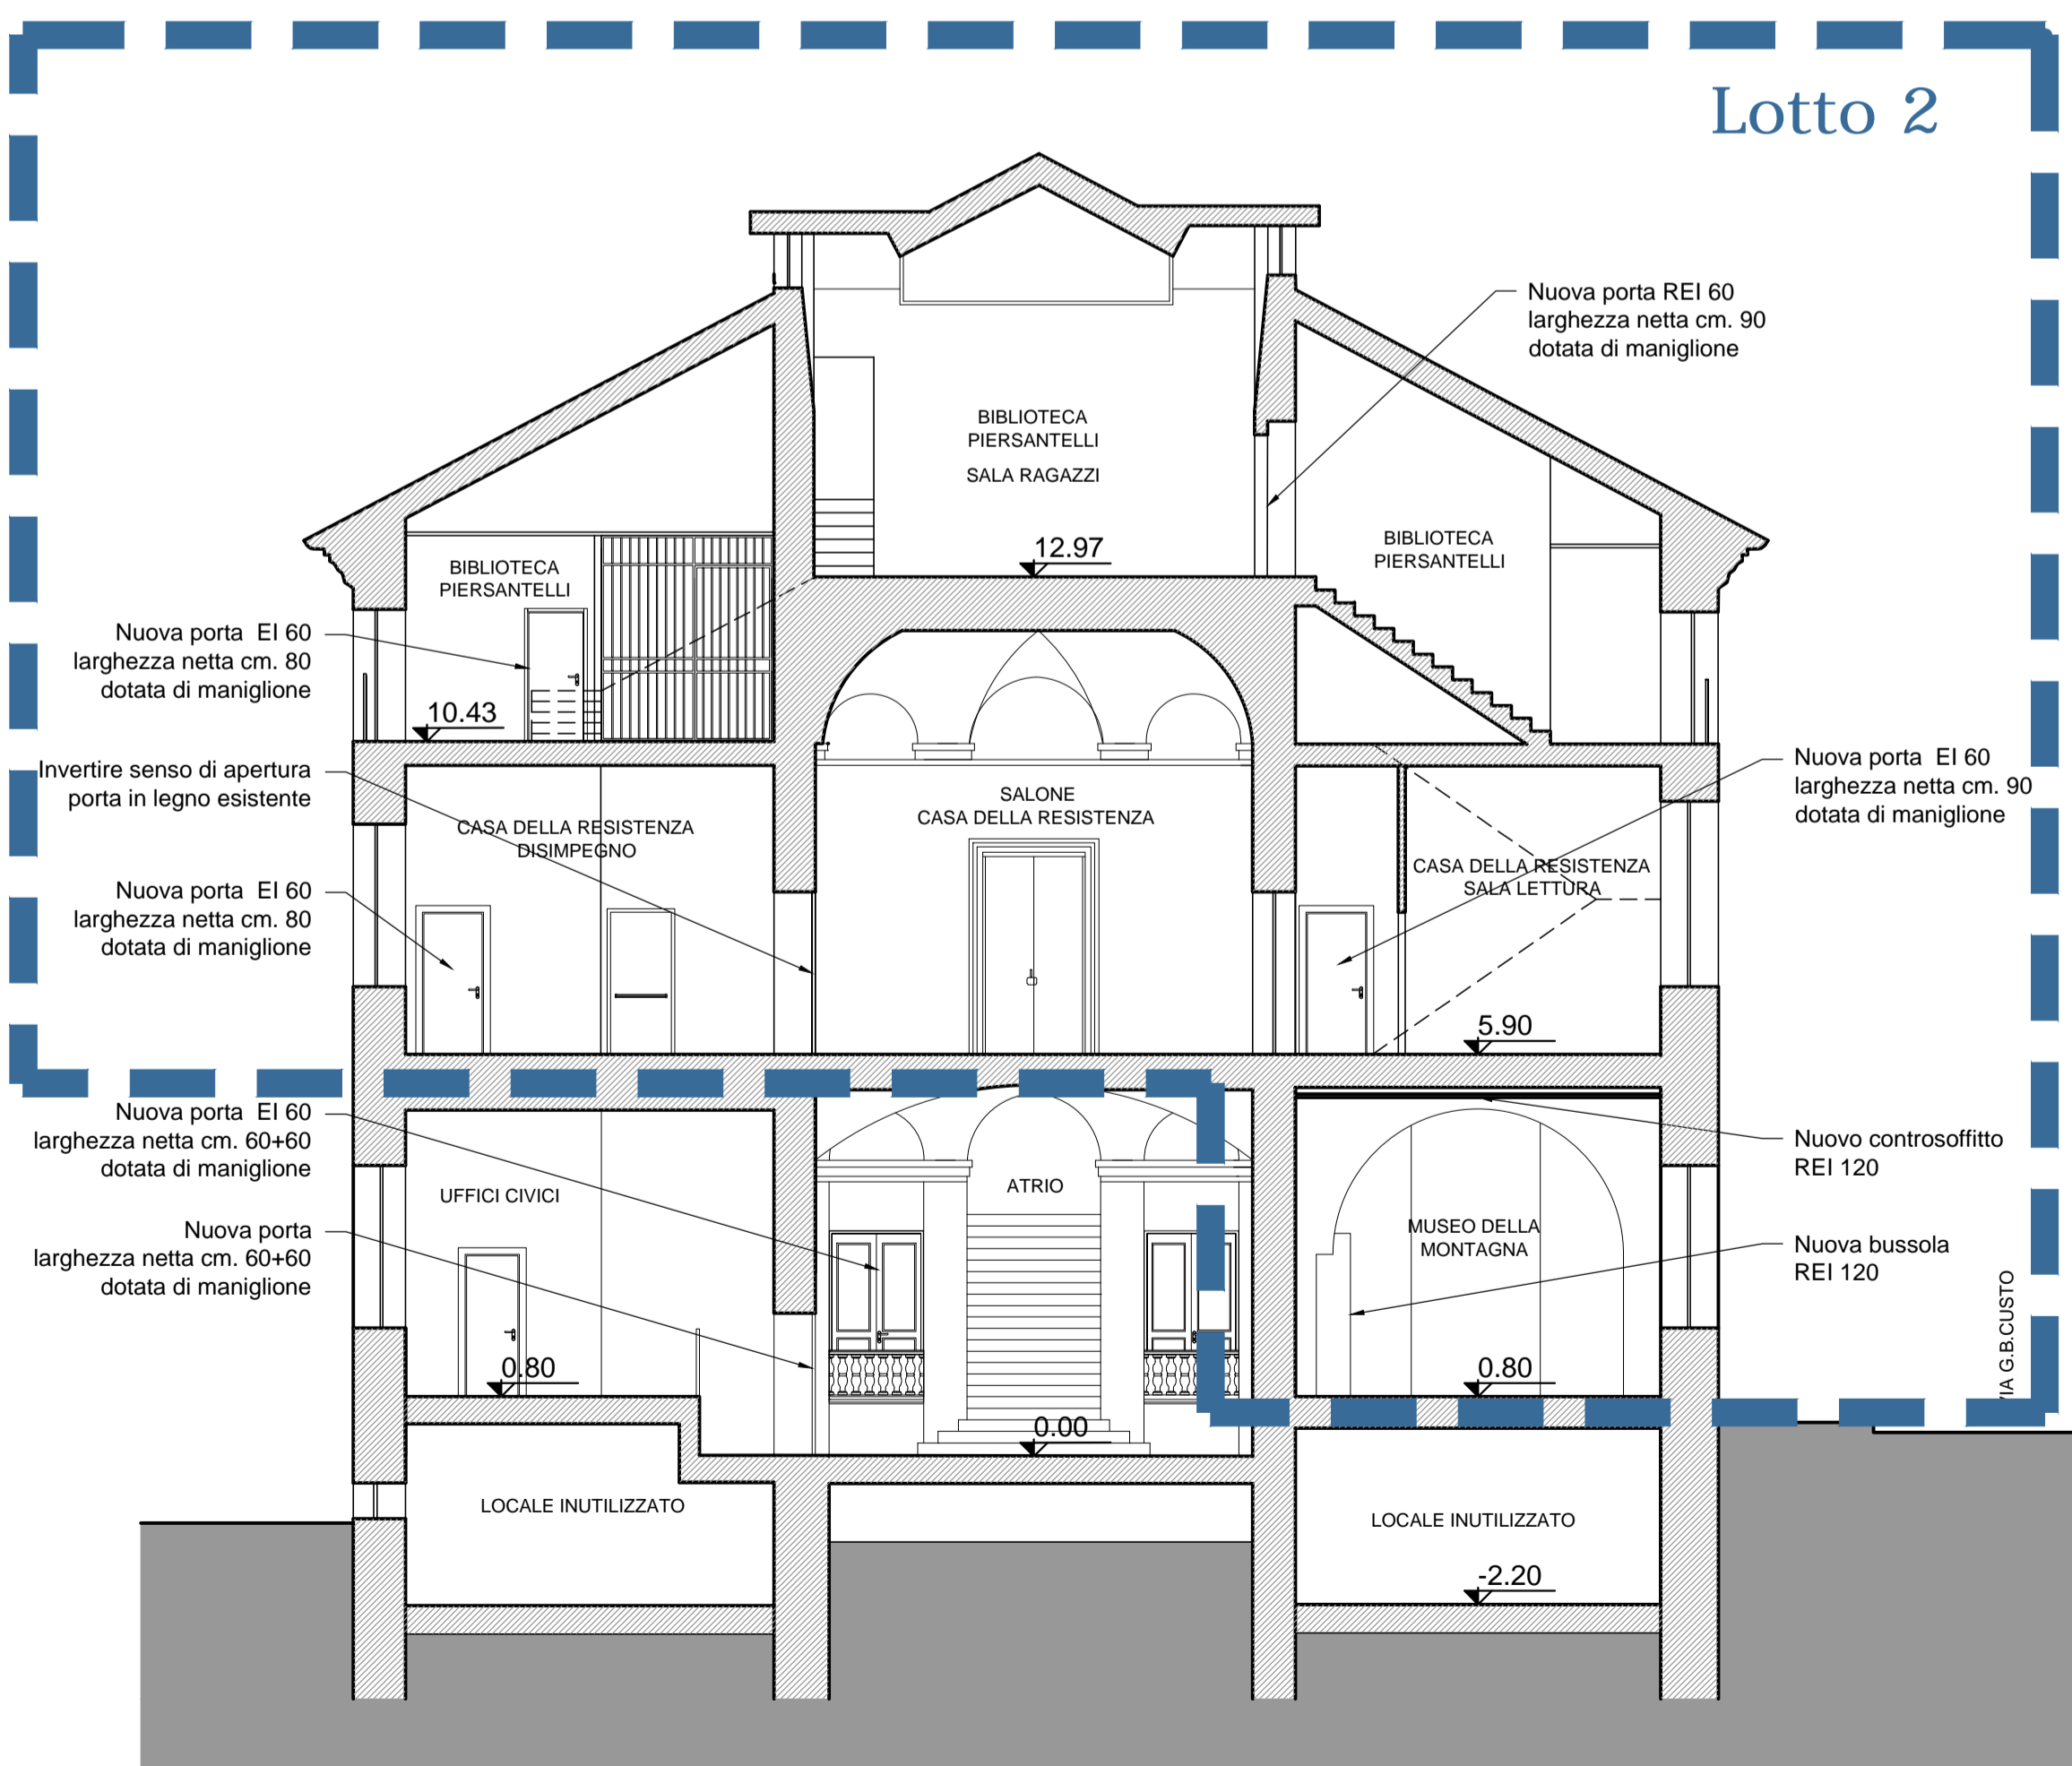 Lotto 2
Nuova porta REI 60
larghezza netta cm. 90
dotata di maniglione
BIBLIOTECA
PIERSANTELLI
SALA RAGAZZI
12.97
BIBLIOTECA
PIERSANTELLI
BIBLIOTECA
PIERSANTELLI
Nuova porta EI 60
larghezza netta cm. 80
dotata di maniglione
10.43
Invertire senso di apertura
porta in legno esistente
Nuova porta EI 60
larghezza netta cm. 90
dotata di maniglione
SALONE
CASA DELLA RESISTENZA
CASA DELLA RESISTENZA
DISIMPEGNO
CASA DELLA RESISTENZA
SALA LETTURA
Nuova porta EI 60
larghezza netta cm. 80
dotata di maniglione
5.90
Nuova porta EI 60
larghezza netta cm. 60+60
dotata di maniglione
Nuovo controsoffitto
REI 120
UFFICI CIVICI
ATRIO
MUSEO DELLA
MONTAGNA
Nuova porta
larghezza netta cm. 60+60
dotata di maniglione
Nuova bussola
REI 120
VIA G.B.CUSTO
0.80
0.80
0.00
LOCALE INUTILIZZATO
LOCALE INUTILIZZATO
-2.20